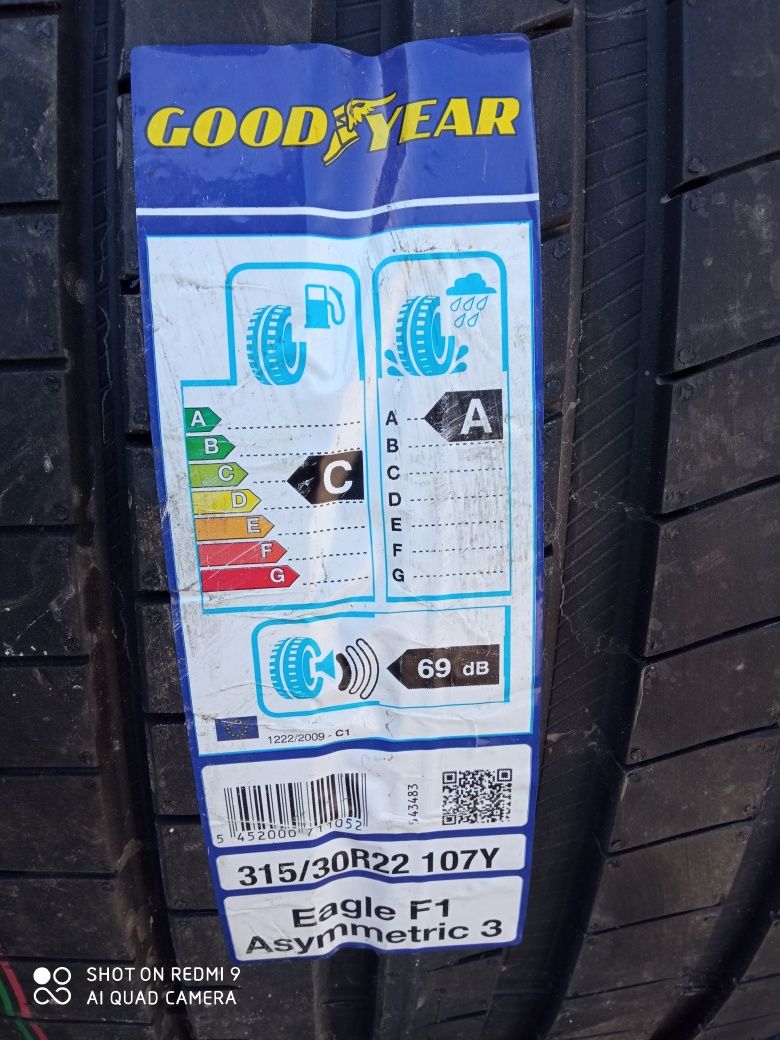 GOODYEAR
A
B
C
D
E
F
G
C
A
B
C
D
E
F
G
A
69 dB
1222/2009 - C1
5 452000 711052
543483
315/30R22 107Y
Eagle F1
Asymmetric 3
SHOT ON REDMI 9
AI QUAD CAMERA